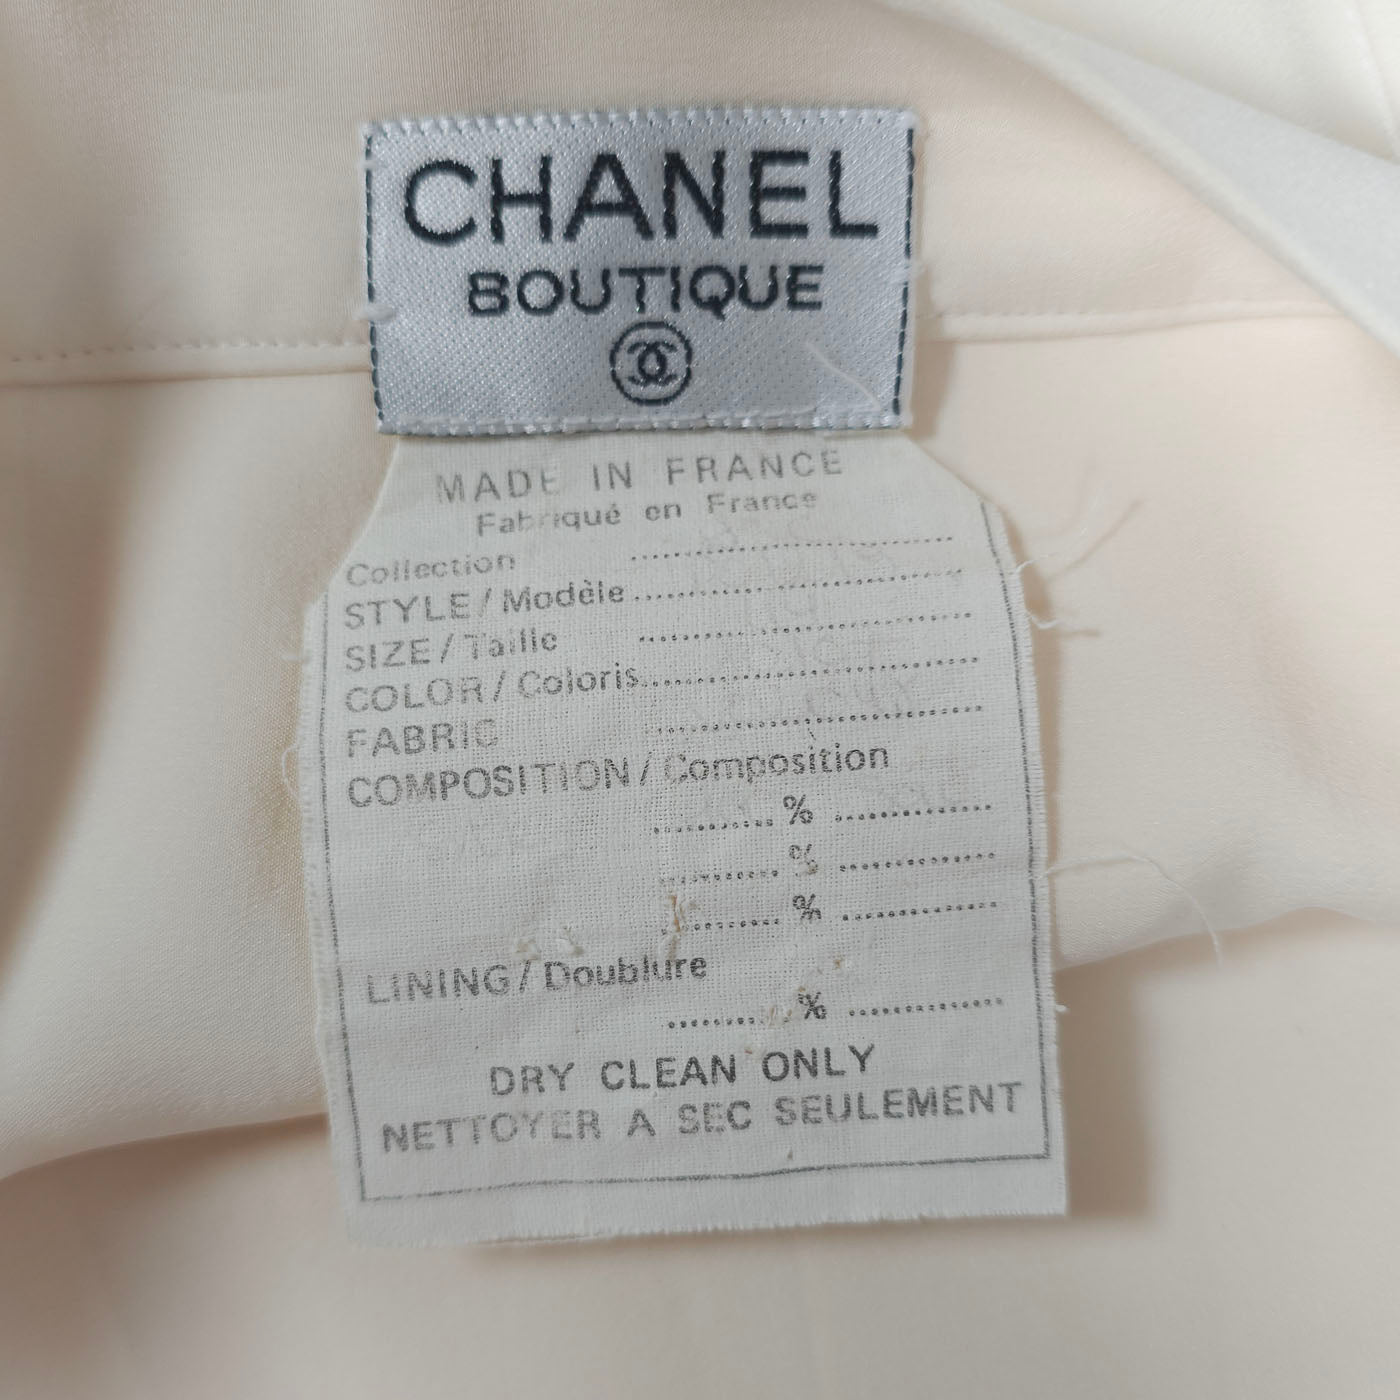 CHANEL
BOUTIQUE
MADE IN FRANCE
Fabriqué en France
Collection ....................
STYLE / Modèle ....................
SIZE / Taille ....................
COLOR / Coloris ....................
FABRIC ....................
COMPOSITION / Composition
.......... % ..........
.......... % ..........
.......... % ..........
LINING / Doublure
.......... % ..........
DRY CLEAN ONLY
NETTOYER A SEC SEULEMENT